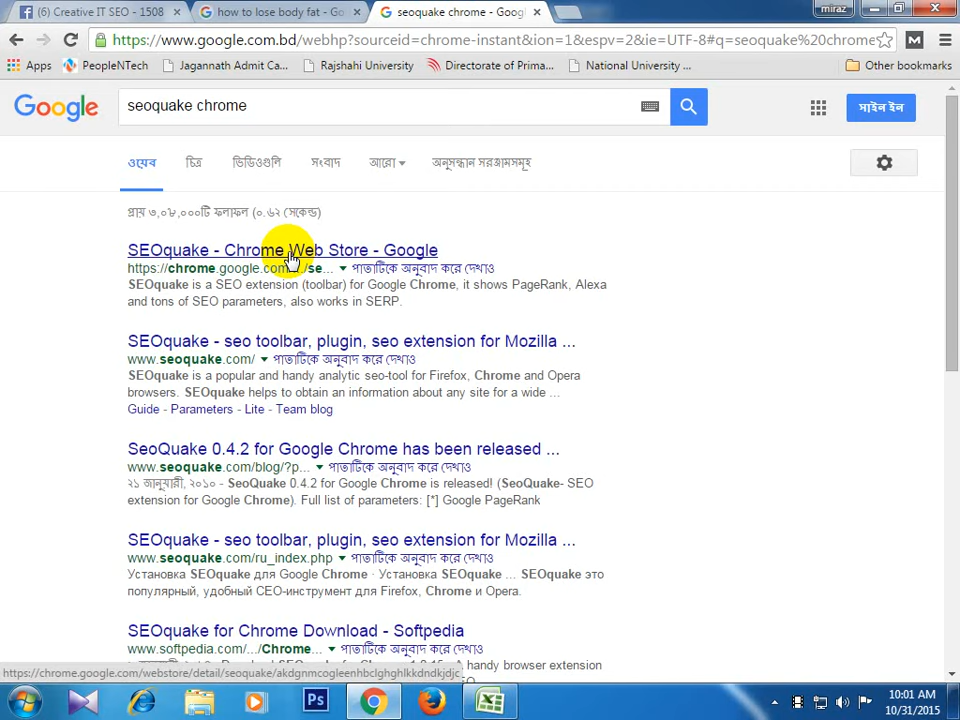 (6) Creative IT SEO - 1508
how to lose body fat - Go
seoquake chrome - Googl
miraz
https://www.google.com.bd/webhp?sourceid=chrome-instant&ion=1&espv=2&ie=UTF-8#q=seoquake%20chrome
Apps
PeopleNTech
Jagannath Admit Ca...
Rajshahi University
Directorate of Prima...
National University ...
Other bookmarks
Google
seoquake chrome
সাইন ইন
ওয়েব
চিত্র
ভিডিওগুলি
সংবাদ
আরো
অনুসন্ধান সরঞ্জামসমূহ
প্রায় ৩,০৮,০০০টি ফলাফল (০.৬২ সেকেন্ড)
SEOquake - Chrome Web Store - Google
https://chrome.google.com/.../se... পাতাটিকে অনুবাদ করে দেখাও
SEOquake is a SEO extension (toolbar) for Google Chrome, it shows PageRank, Alexa
and tons of SEO parameters, also works in SERP.
SEOquake - seo toolbar, plugin, seo extension for Mozilla ...
www.seoquake.com/ পাতাটিকে অনুবাদ করে দেখাও
SEOquake is a popular and handy analytic seo-tool for Firefox, Chrome and Opera
browsers. SEOquake helps to obtain an information about any site for a wide ...
Guide - Parameters - Lite - Team blog
SeoQuake 0.4.2 for Google Chrome has been released ...
www.seoquake.com/blog/?p... পাতাটিকে অনুবাদ করে দেখাও
২১ জানুয়ারী, ২০১০ - SeoQuake 0.4.2 for Google Chrome is released! (SeoQuake- SEO
extension for Google Chrome). Full list of parameters: [*] Google PageRank
SEOquake - seo toolbar, plugin, seo extension for Mozilla ...
www.seoquake.com/ru_index.php পাতাটিকে অনুবাদ করে দেখাও
Установка SEOquake для Google Chrome · Установка SEOquake ... SEOquake это
популярный, удобный СЕО-инструмент для Firefox, Chrome и Opera.
SEOquake for Chrome Download - Softpedia
www.softpedia.com/.../Chrome... পাতাটিকে অনুবাদ করে দেখাও
handy browser extension
https://chrome.google.com/webstore/detail/seoquake/akdgnmcogleenhbclghghlkkdndkjdjc
Ps
10:01 AM
10/31/2015